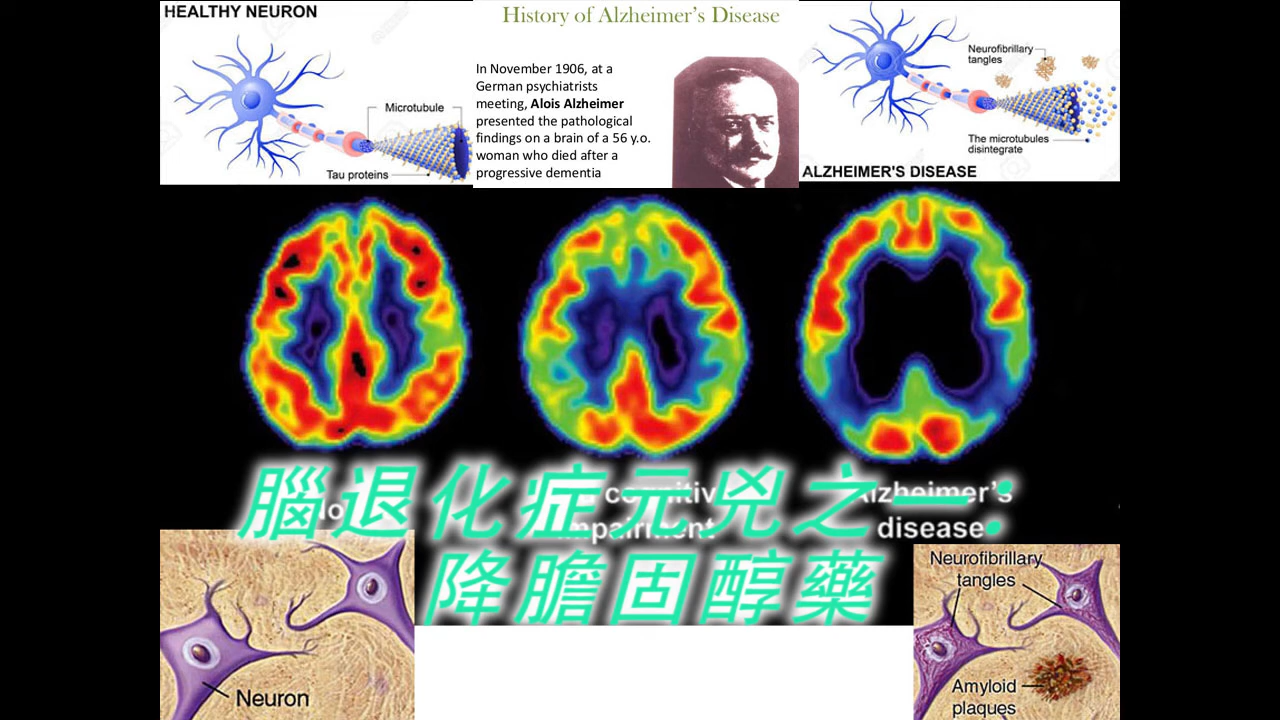 HEALTHY NEURON
Microtubule
Tau proteins
History of Alzheimer's Disease
In November 1906, at a
German psychiatrists
meeting, Alois Alzheimer
presented the pathological
findings on a brain of a 56 y.o.
woman who died after a
progressive dementia
Neurofibrillary
tangles
The microtubules
disintegrate
ALZHEIMER'S DISEASE
cognitiv
impairment
Alzheimer's
disease
腦退化症元兇之一:
降膽固醇藥
Neuron
Neurofibrillary
tangles
Amyloid
plaques